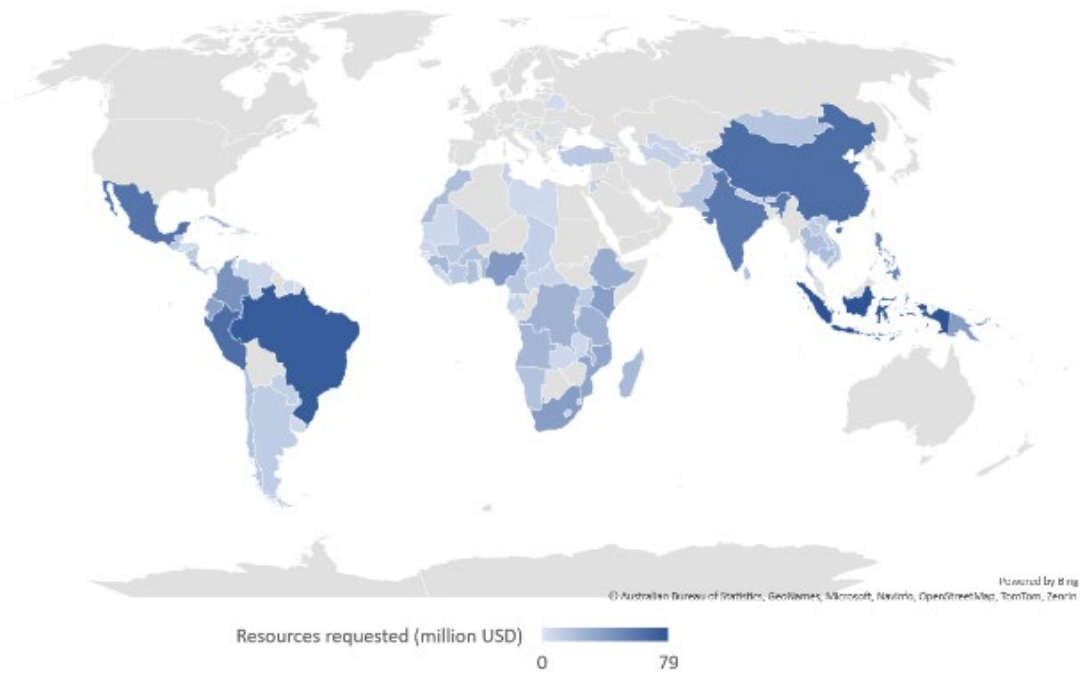 Powered by Bing
© Australian Bureau of Statistics, GeoNames, Microsoft, Navinfo, OpenStreetMap, TomTom, Zenrin
Resources requested (million USD)
0
79